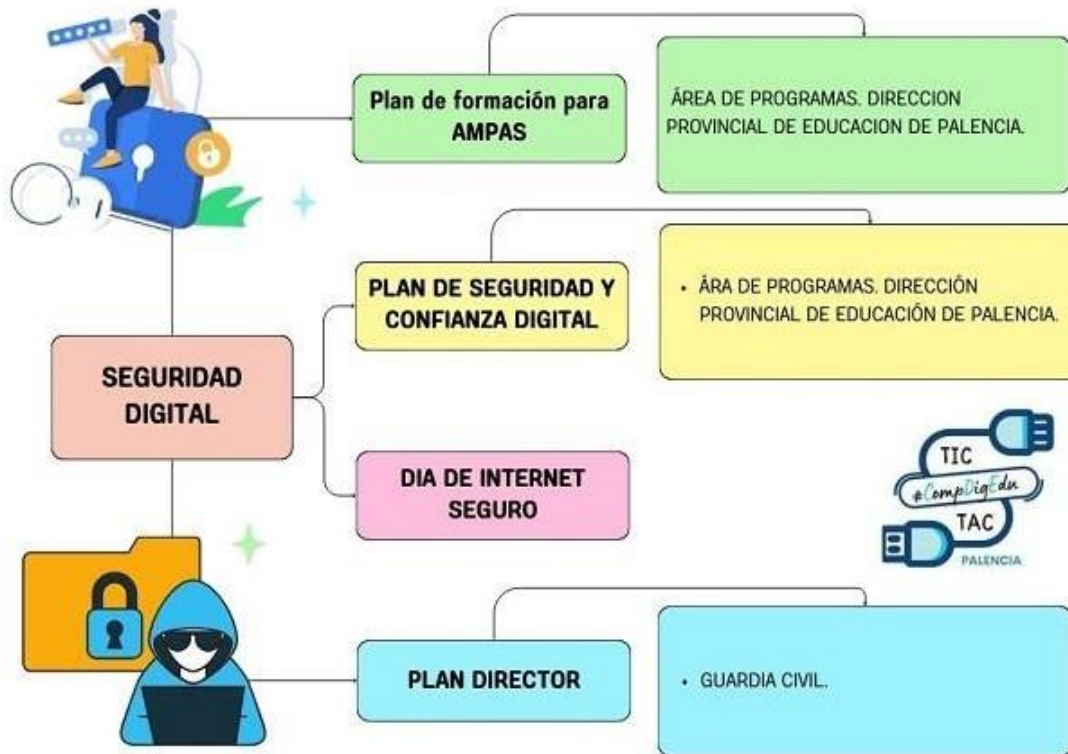 Plan de formación para
AMPAS
ÁREA DE PROGRAMAS. DIRECCION
PROVINCIAL DE EDUCACION DE PALENCIA.
PLAN DE SEGURIDAD Y
CONFIANZA DIGITAL
• ÁRA DE PROGRAMAS. DIRECCIÓN
PROVINCIAL DE EDUCACIÓN DE PALENCIA.
SEGURIDAD
DIGITAL
DIA DE INTERNET
SEGURO
TIC
#CompDigEdu
TAC
PALENCIA
PLAN DIRECTOR
• GUARDIA CIVIL.